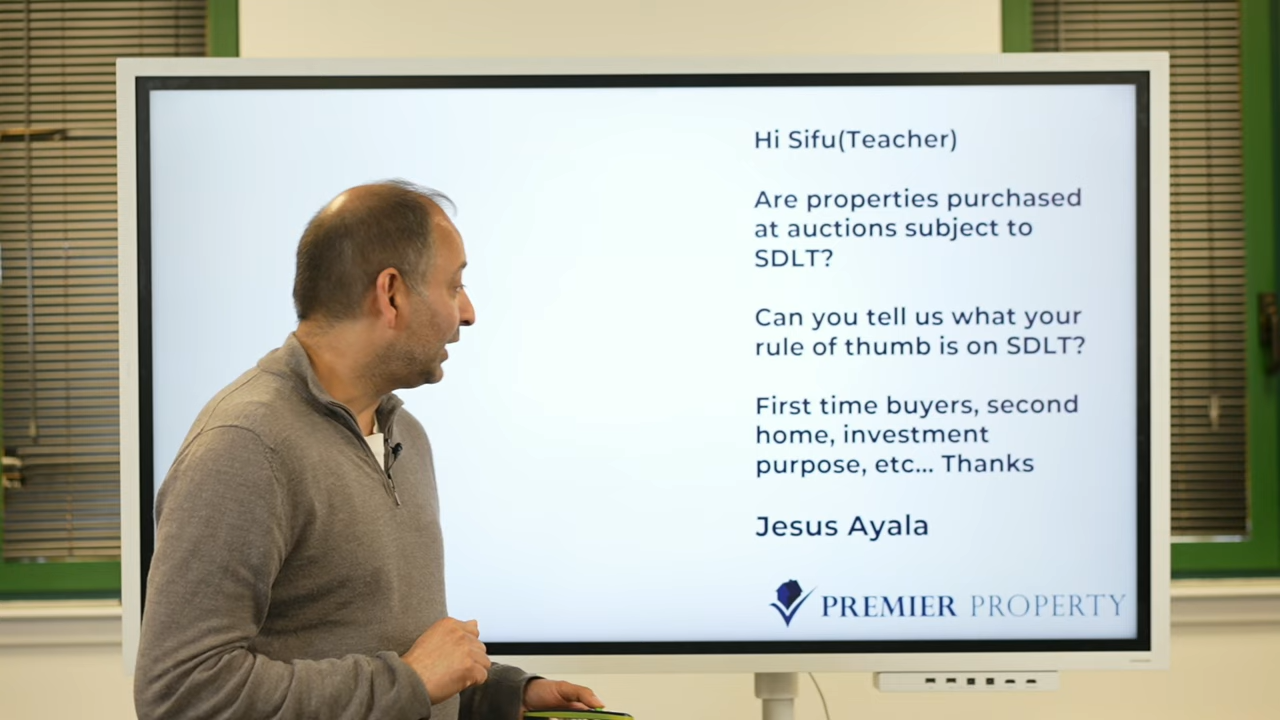 Hi Sifu(Teacher)
Are properties purchased
at auctions subject to
SDLT?
Can you tell us what your
rule of thumb is on SDLT?
First time buyers, second
home, investment
purpose, etc... Thanks
Jesus Ayala
PREMIER PROPERTY